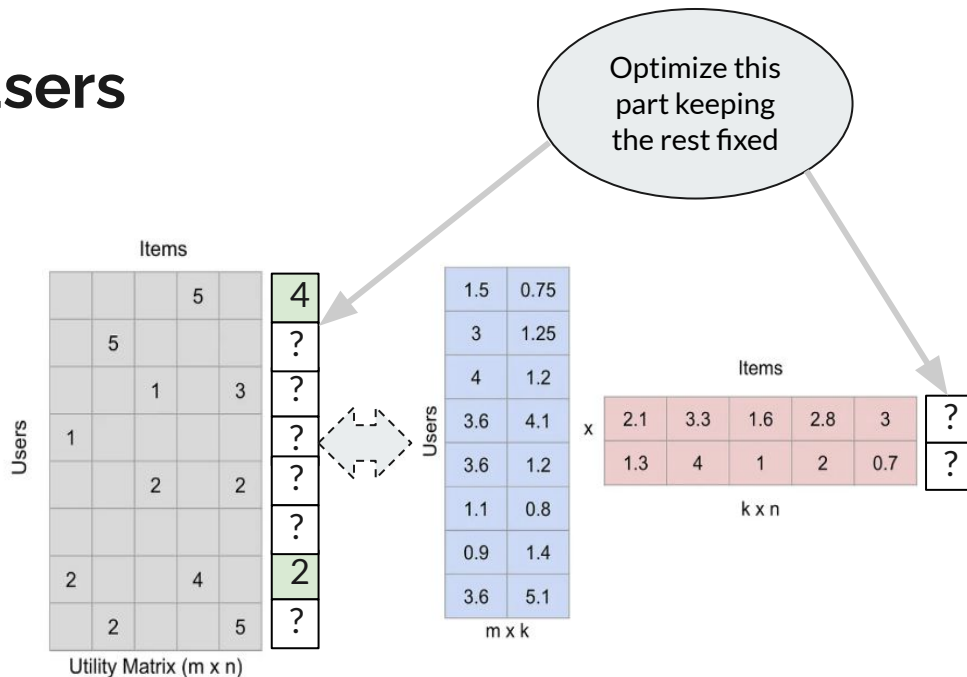 sers
Optimize this
part keeping
the rest fixed
Items
5 4
5 ?
1 3 ?
1 ?
2 2 ?
?
2 4 2
2 5 ?
Users
Utility Matrix (m x n)
Users
1.5 0.75
3 1.25
4 1.2
3.6 4.1
3.6 1.2
1.1 0.8
0.9 1.4
3.6 5.1
m x k
x
Items
2.1 3.3 1.6 2.8 3 ?
1.3 4 1 2 0.7 ?
k x n